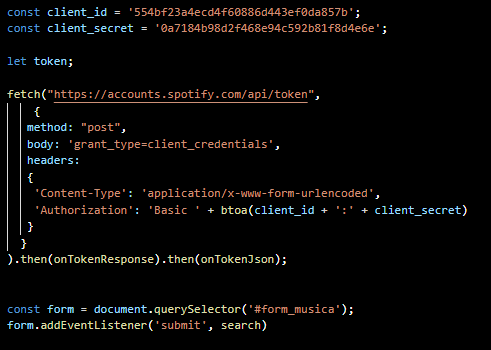 const client_id = '554bf23a4ecd4f60886d443ef0da857b';
const client_secret = '0a7184b98d2f468e94c592b81f8d4e6e';
let token;
fetch("https://accounts.spotify.com/api/token",
{
method: "post",
body: 'grant_type=client_credentials',
headers:
{
'Content-Type': 'application/x-www-form-urlencoded',
'Authorization': 'Basic ' + btoa(client_id + ':' + client_secret)
}
}
).then(onTokenResponse).then(onTokenJson);
const form = document.querySelector('#form_musica');
form.addEventListener('submit', search)